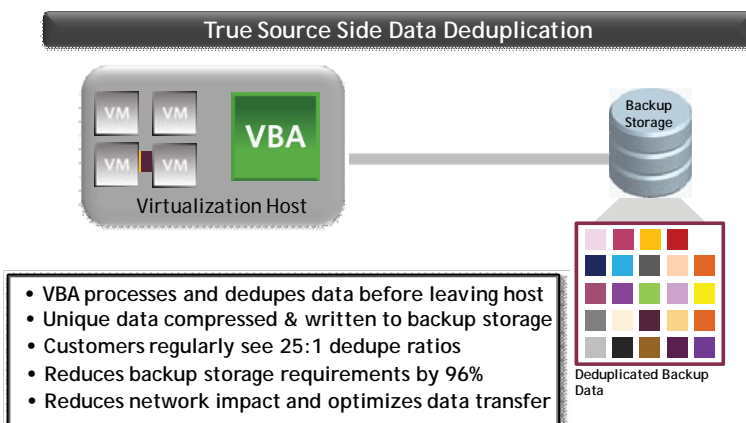 True Source Side Data Deduplication
VM VM
VM VM
VBA
Virtualization Host
Backup
Storage
• VBA processes and dedupes data before leaving host
• Unique data compressed & written to backup storage
• Customers regularly see 25:1 dedupe ratios
• Reduces backup storage requirements by 96%
• Reduces network impact and optimizes data transfer
Deduplicated Backup
Data